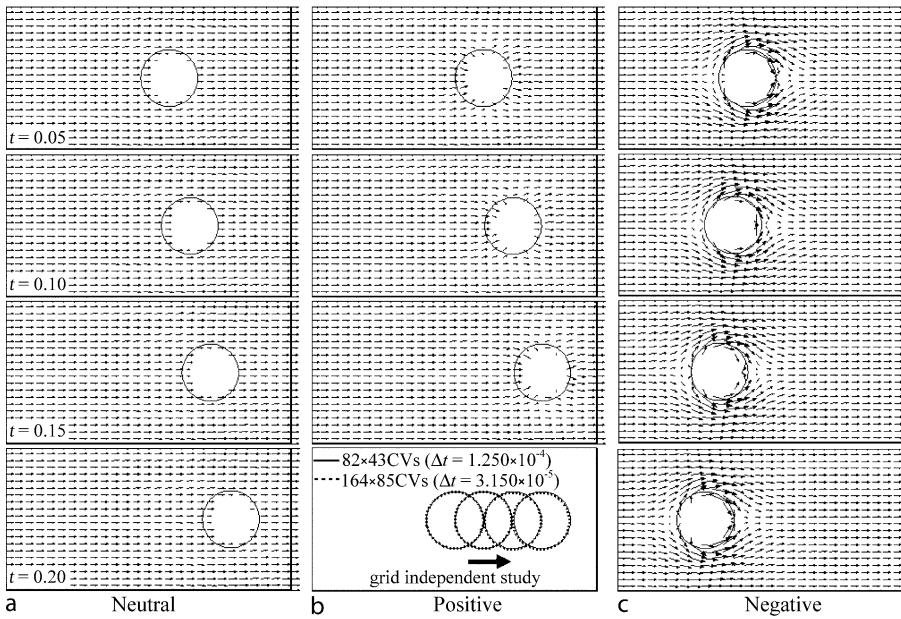 t = 0.05
t = 0.10
t = 0.15
82×43CVs (Δt = 1.250×10⁻⁴)
164×85CVs (Δt = 3.150×10⁻⁵)
grid independent study
t = 0.20
a Neutral
b Positive
c Negative